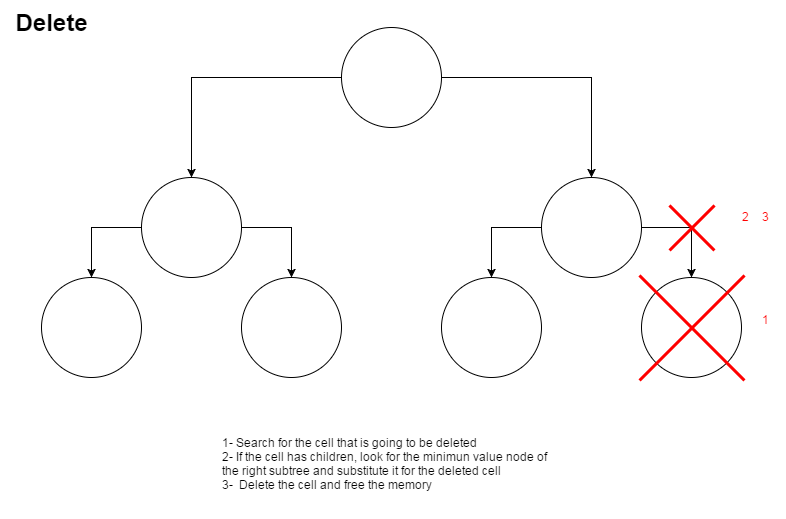 Delete
2 3
1
1- Search for the cell that is going to be deleted
2- If the cell has children, look for the minimun value node of
the right subtree and substitute it for the deleted cell
3- Delete the cell and free the memory